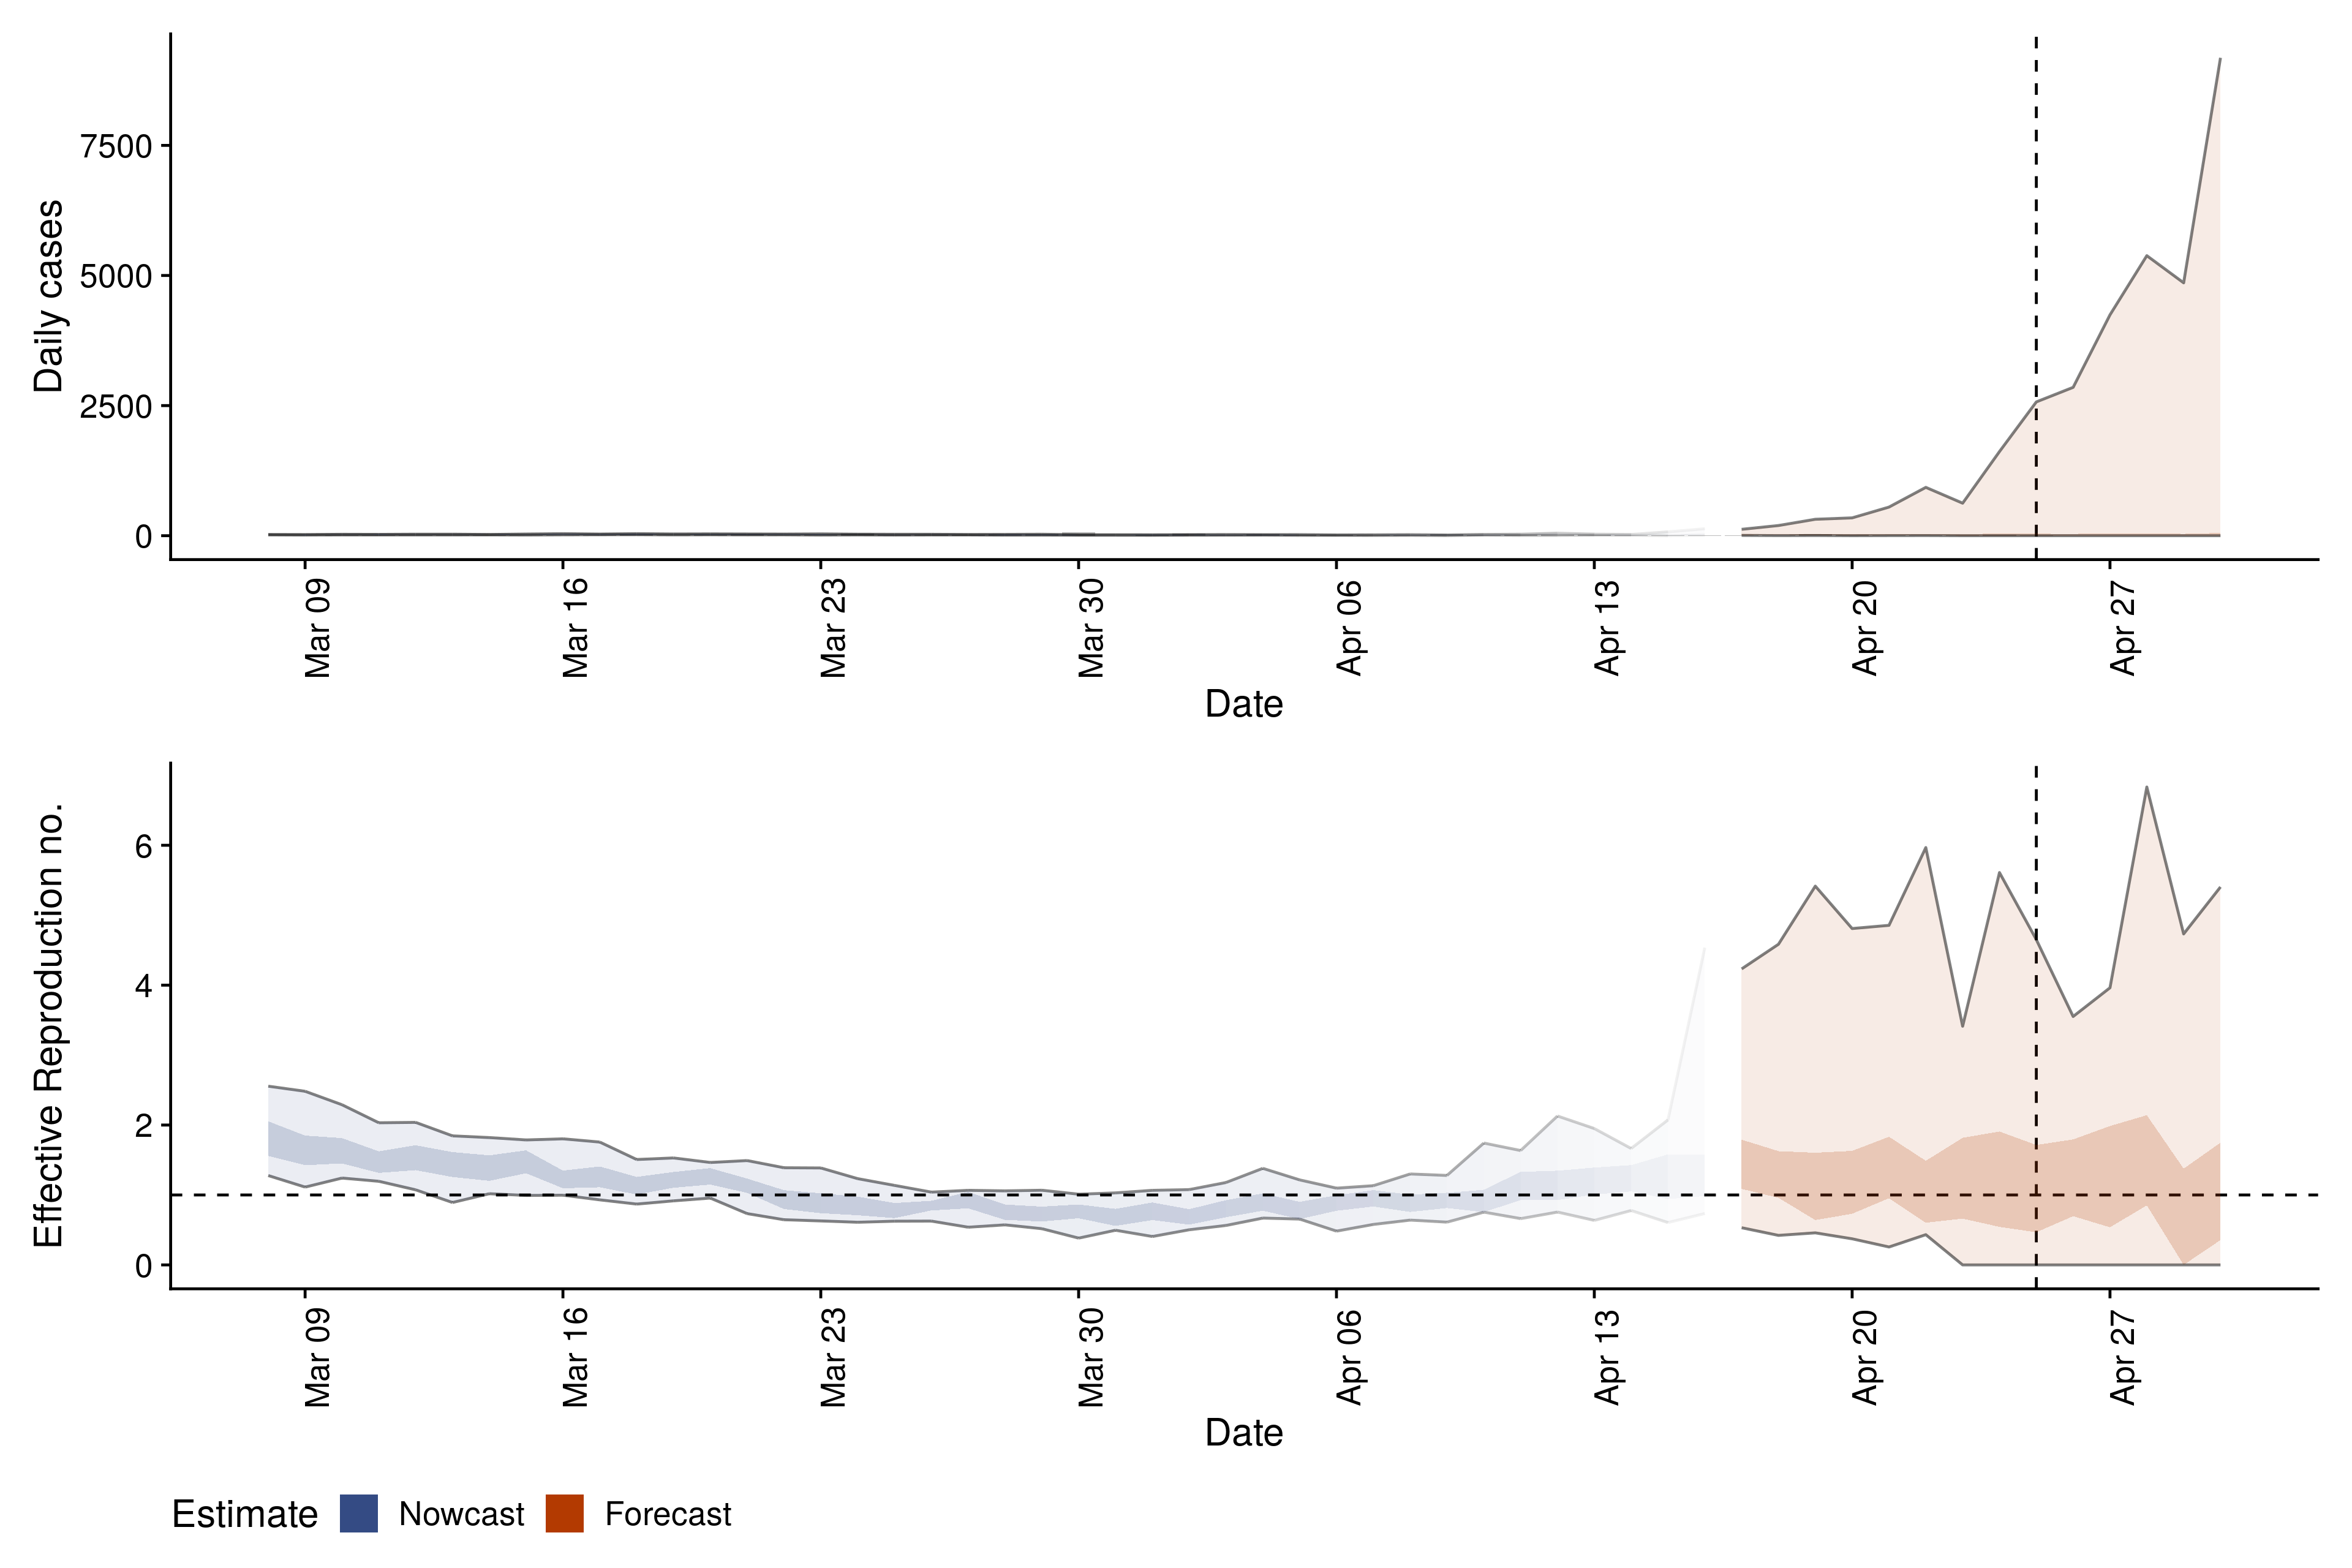 Daily cases
7500
5000
2500
0
Mar 09
Mar 16
Mar 23
Mar 30
Apr 06
Apr 13
Apr 20
Apr 27
Date
Effective Reproduction no.
6
4
2
0
Mar 09
Mar 16
Mar 23
Mar 30
Apr 06
Apr 13
Apr 20
Apr 27
Date
Estimate Nowcast Forecast